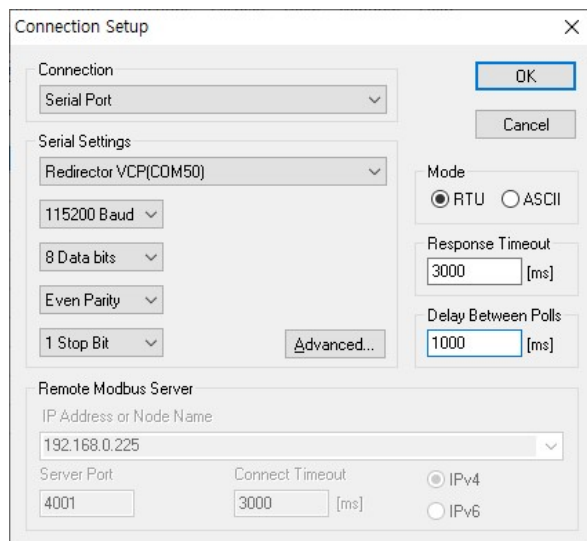 Connection Setup
Connection
Serial Port
OK
Cancel
Serial Settings
Redirector VCP(COM50)
115200 Baud
8 Data bits
Even Parity
1 Stop Bit
Advanced...
Mode
RTU
ASCII
Response Timeout
3000 [ms]
Delay Between Polls
1000 [ms]
Remote Modbus Server
IP Address or Node Name
192.168.0.225
Server Port
4001
Connect Timeout
3000 [ms]
IPv4
IPv6